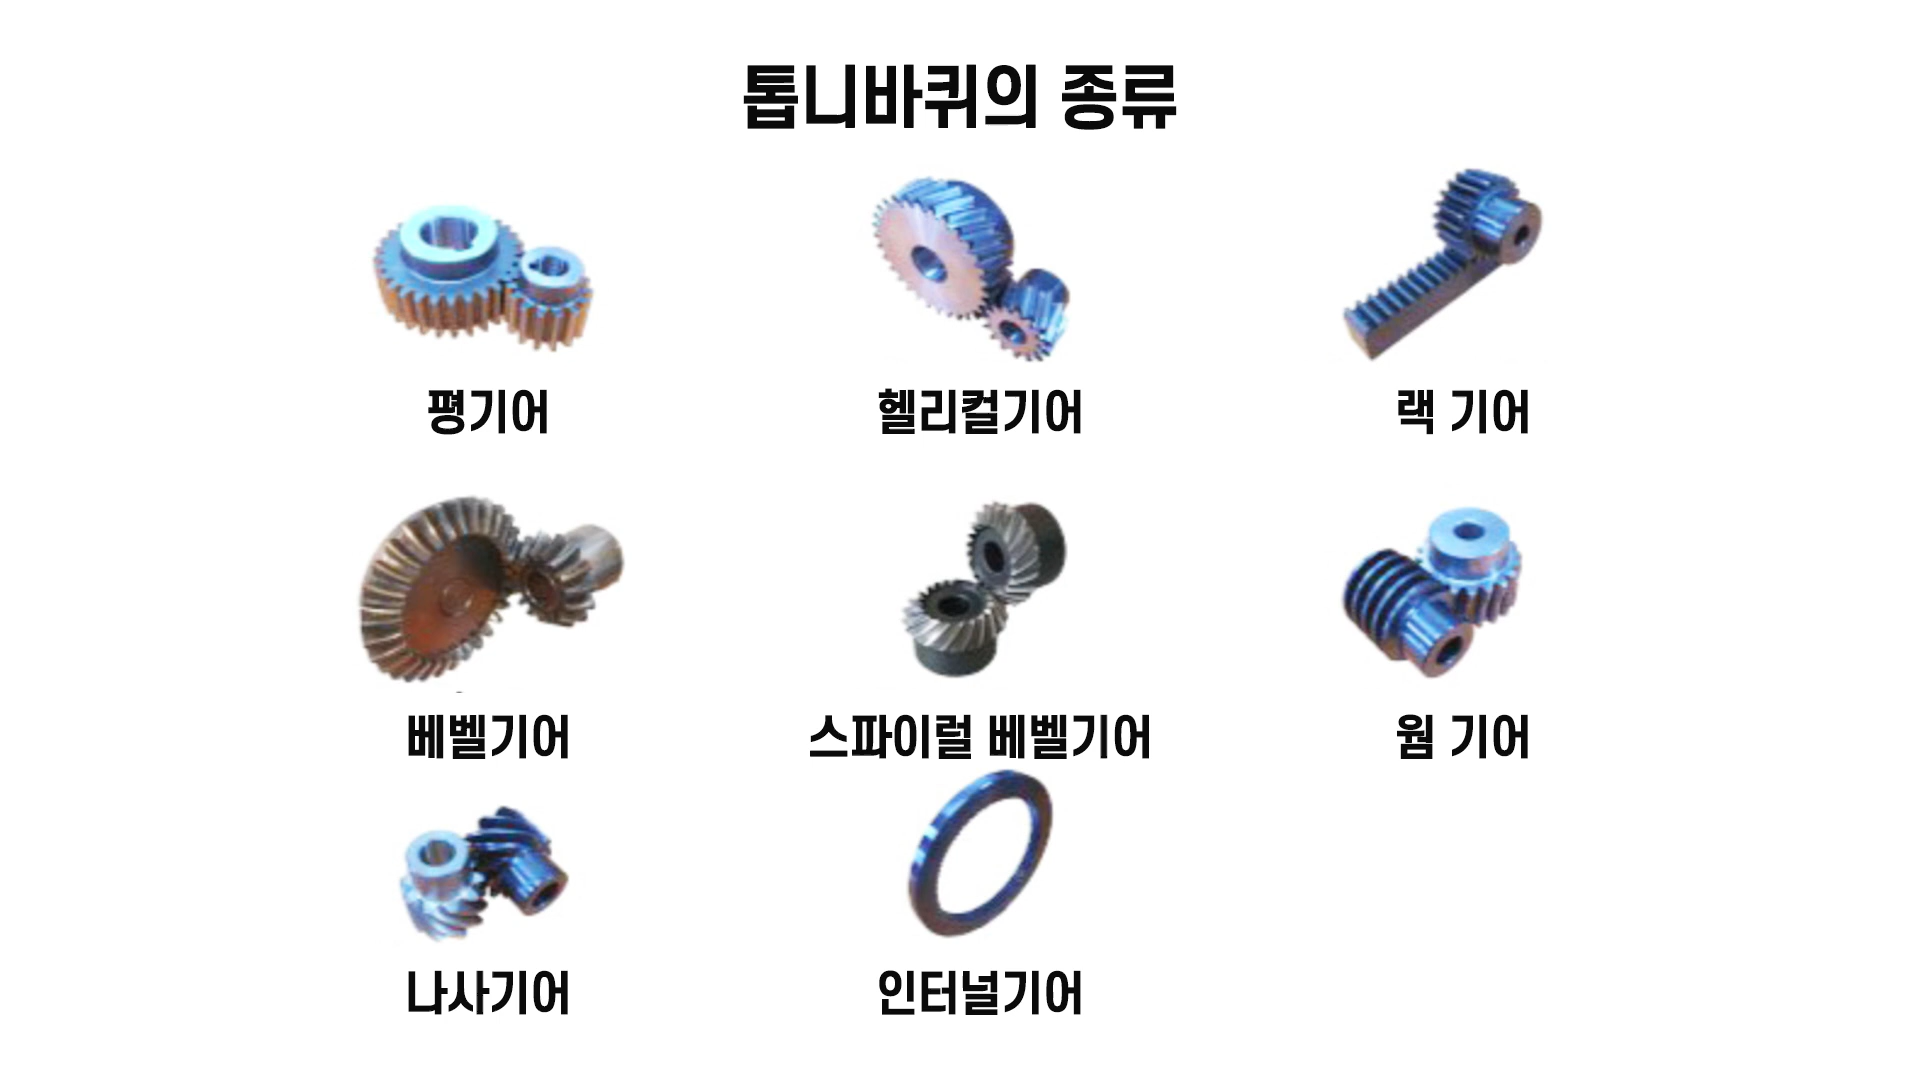 톱니바퀴의 종류
평기어
헬리컬기어
랙 기어
베벨기어
스파이럴 베벨기어
웜 기어
나사기어
인터널기어